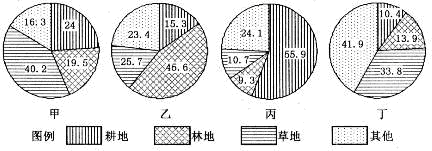 16.3 24 40.2 19.5
23.4 15.3 25.7 46.6
24.1 10.7 9.3 55.9
10.4 41.9 13.9 33.8
甲 乙 丙 丁
图例 耕地 林地 草地 其他